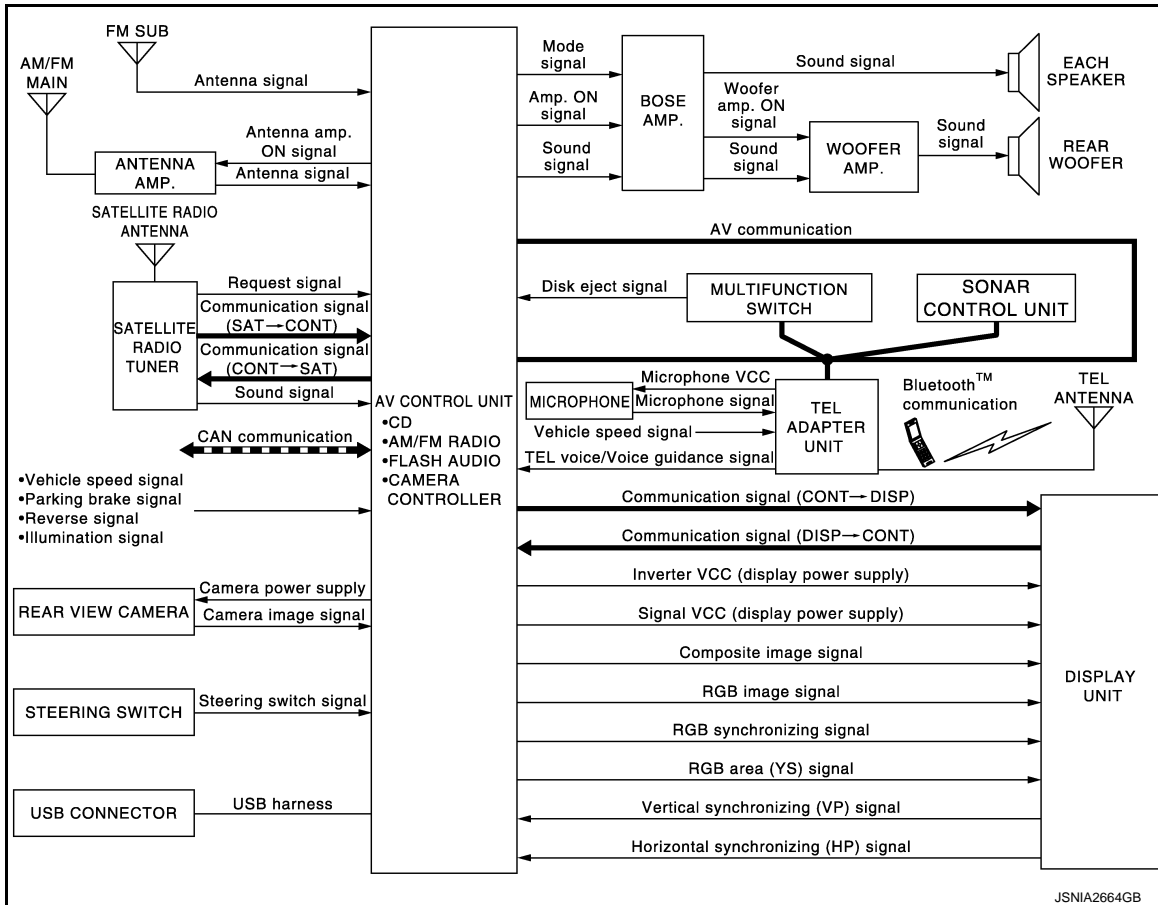 FM SUB
AM/FM
MAIN
Antenna signal
Antenna amp.
ON signal
Antenna signal
ANTENNA
AMP.
SATELLITE RADIO
ANTENNA
SATELLITE
RADIO
TUNER
Request signal
Communication signal
(SAT→CONT)
Communication signal
(CONT→SAT)
Sound signal
CAN communication
•Vehicle speed signal
•Parking brake signal
•Reverse signal
•Illumination signal
REAR VIEW CAMERA
Camera power supply
Camera image signal
STEERING SWITCH
Steering switch signal
USB CONNECTOR
USB harness
AV CONTROL UNIT
•CD
•AM/FM RADIO
•FLASH AUDIO
•CAMERA
CONTROLLER
Mode
signal
Amp. ON
signal
Sound
signal
BOSE
AMP.
Sound signal
EACH
SPEAKER
Woofer
amp. ON
signal
Sound
signal
WOOFER
AMP.
Sound
signal
REAR
WOOFER
AV communication
Disk eject signal
MULTIFUNCTION
SWITCH
SONAR
CONTROL UNIT
Microphone VCC
MICROPHONE
Microphone signal
Vehicle speed signal
TEL voice/Voice guidance signal
TEL
ADAPTER
UNIT
Bluetooth™
communication
TEL
ANTENNA
Communication signal (CONT→DISP)
Communication signal (DISP→CONT)
Inverter VCC (display power supply)
Signal VCC (display power supply)
Composite image signal
RGB image signal
RGB synchronizing signal
RGB area (YS) signal
Vertical synchronizing (VP) signal
Horizontal synchronizing (HP) signal
DISPLAY
UNIT
JSNIA2664GB